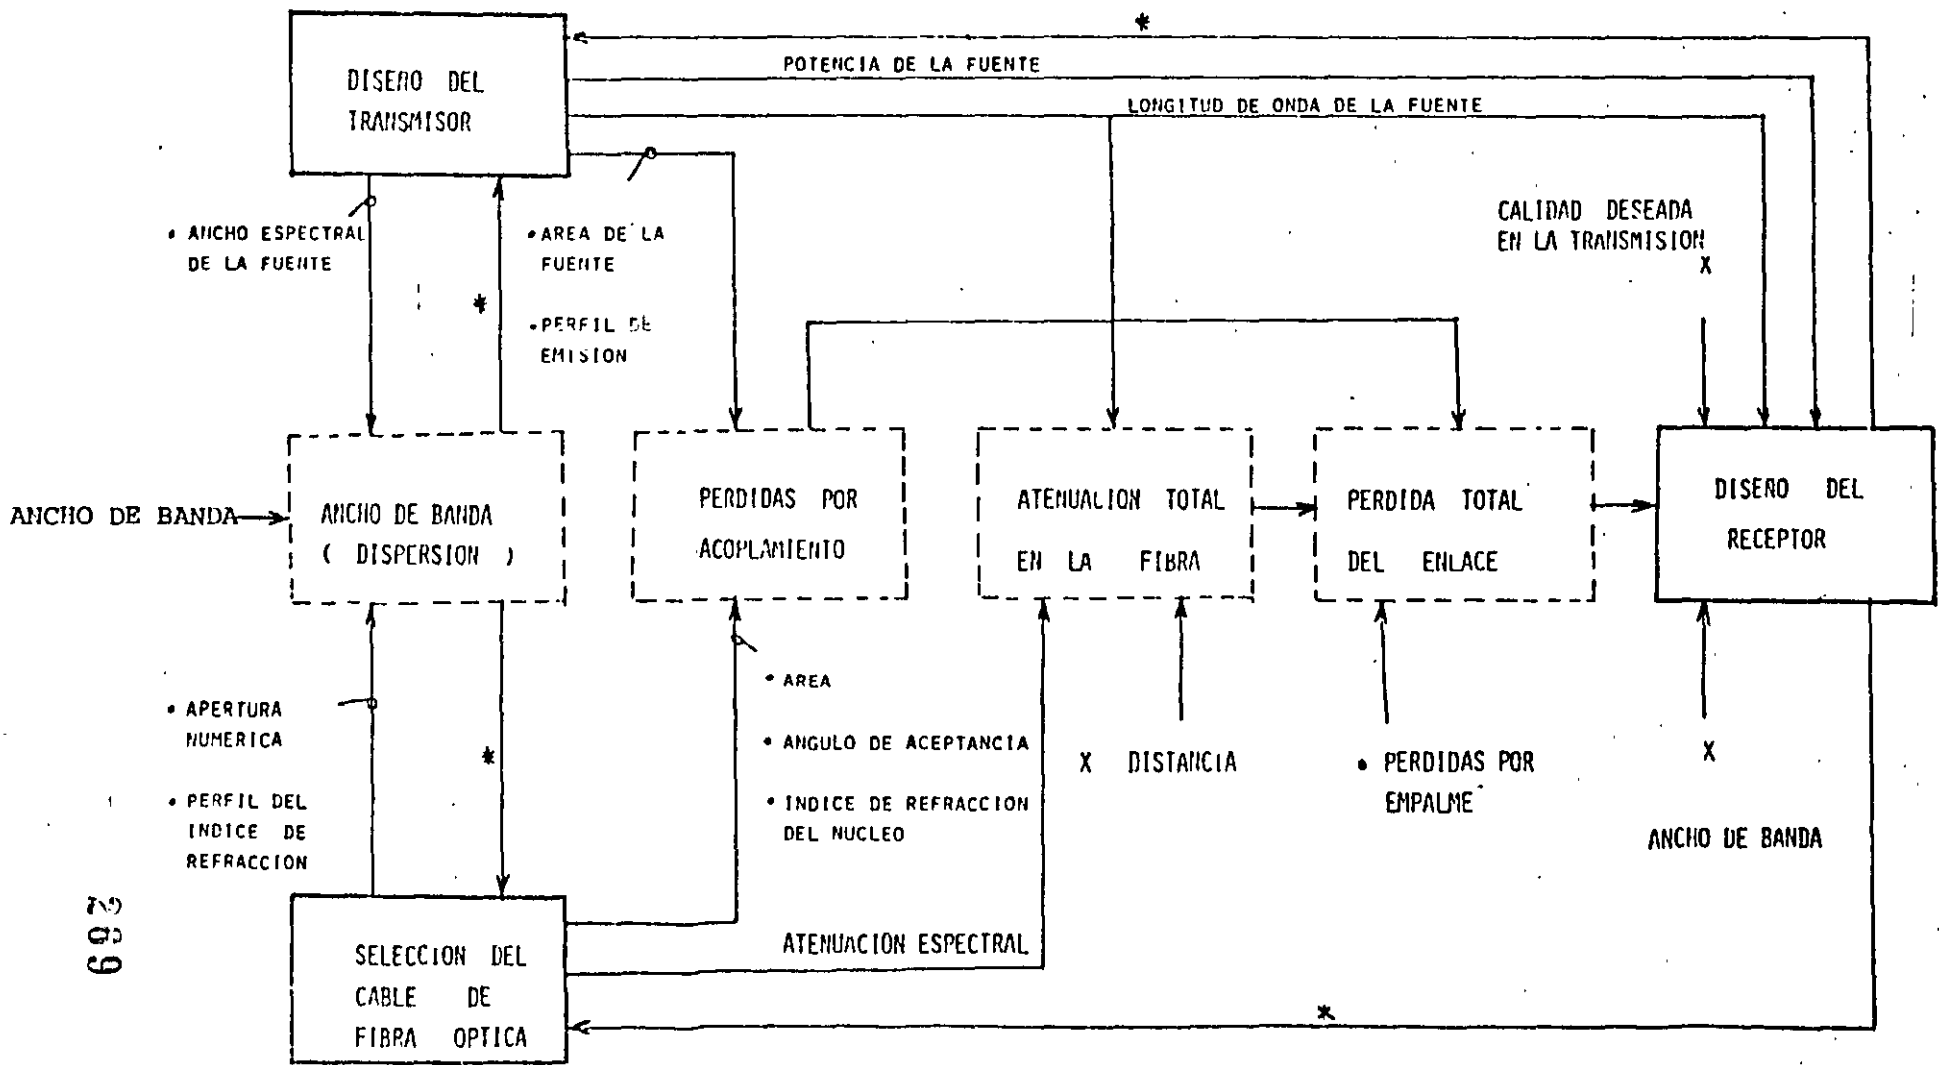 *
POTENCIA DE LA FUENTE
LONGITUD DE ONDA DE LA FUENTE
DISEÑO DEL
TRANSMISOR
• ANCHO ESPECTRAL
DE LA FUENTE
*
• AREA DE LA
FUENTE
• PERFIL DE
EMISION
CALIDAD DESEADA
EN LA TRANSMISION
X
ANCHO DE BANDA
ANCHO DE BANDA
( DISPERSION )
PERDIDAS POR
ACOPLAMIENTO
ATENUACION TOTAL
EN LA FIBRA
PERDIDA TOTAL
DEL ENLACE
DISEÑO DEL
RECEPTOR
• APERTURA
NUMERICA
• PERFIL DEL
INDICE DE
REFRACCION
*
• AREA
• ANGULO DE ACEPTANCIA
• INDICE DE REFRACCION
DEL NUCLEO
X DISTANCIA
• PERDIDAS POR
EMPALME
X
ANCHO DE BANDA
SELECCION DEL
CABLE DE
FIBRA OPTICA
ATENUACION ESPECTRAL
*
269